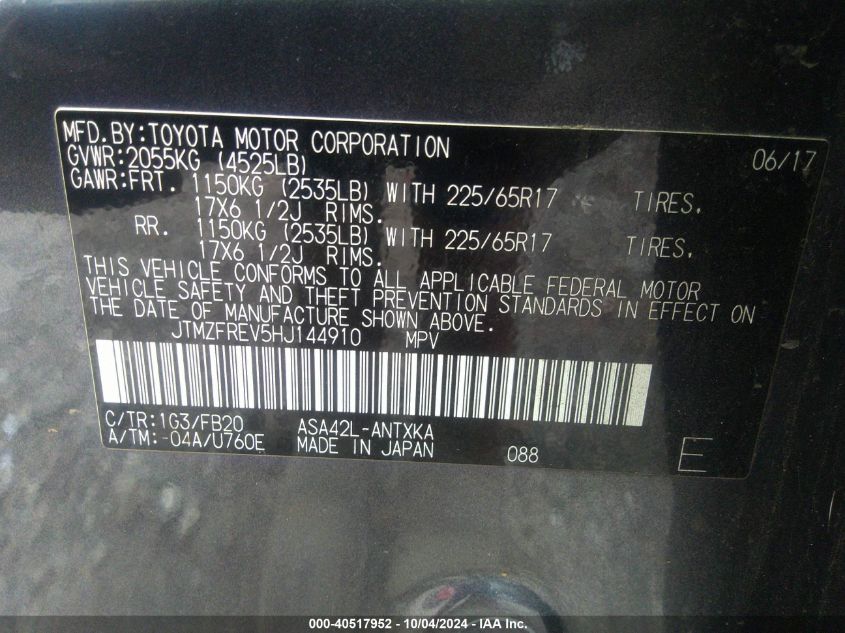 MFD.BY:TOYOTA MOTOR CORPORATION 06/17
GVWR:2055KG (4525LB)
GAWR:FRT. 1150KG (2535LB) WITH 225/65R17 TIRES,
17X6 1/2J RIMS.
RR. 1150KG (2535LB) WITH 225/65R17 TIRES,
17X6 1/2J RIMS.
THIS VEHICLE CONFORMS TO ALL APPLICABLE FEDERAL MOTOR
VEHICLE SAFETY AND THEFT PREVENTION STANDARDS IN EFFECT ON
THE DATE OF MANUFACTURE SHOWN ABOVE.
JTMZFREV5HJ144910 MPV
C/TR:1G3/FB20 ASA42L-ANTXKA
A/TM:-04A/U760E MADE IN JAPAN 088 E
000-40517952 - 10/04/2024 - IAA Inc.